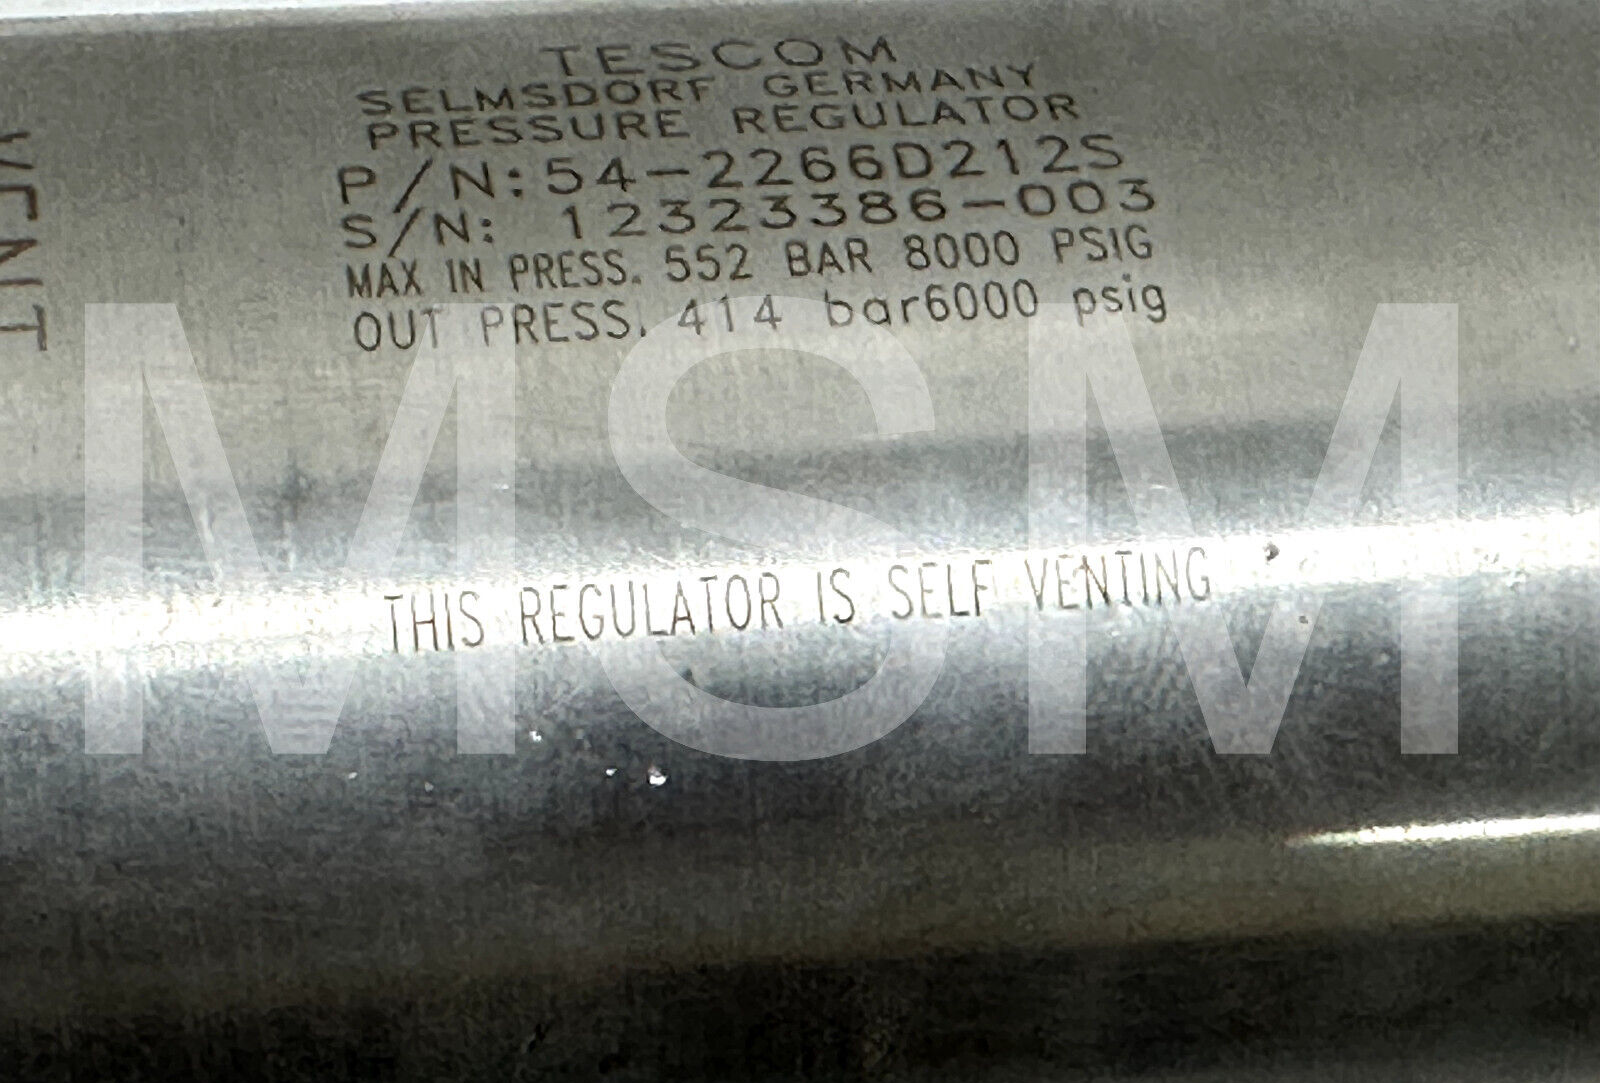 TESCOM
SELMSDORF GERMANY
PRESSURE REGULATOR
P/N: 54-2266D212S
S/N: 12323386-003
MAX IN PRESS. 552 BAR 8000 PSIG
OUT PRESS. 414 bar6000 psig
THIS REGULATOR IS SELF VENTING
VENT
MSM